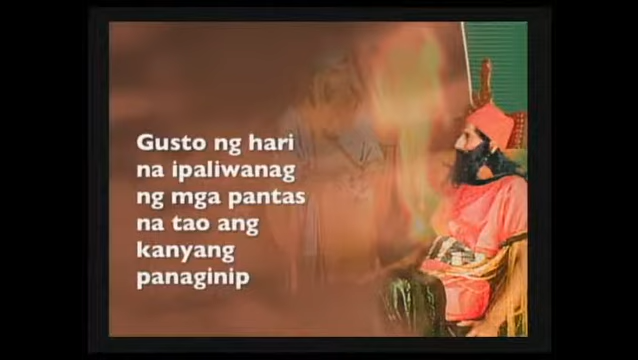 Gusto ng hari
na ipaliwanag
ng mga pantas
na tao ang
kanyang
panaginip